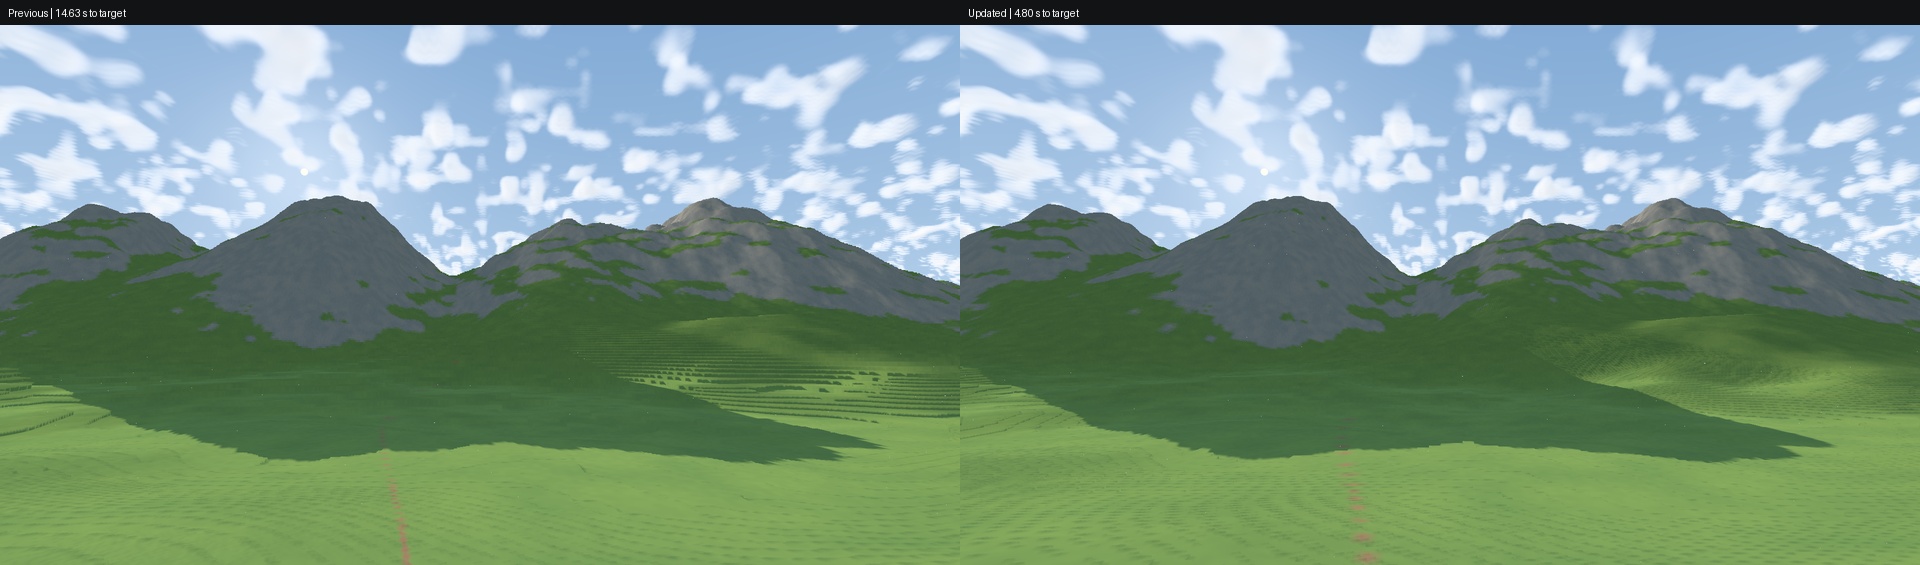 Previous | 14.63 s to target
Updated | 4.80 s to target